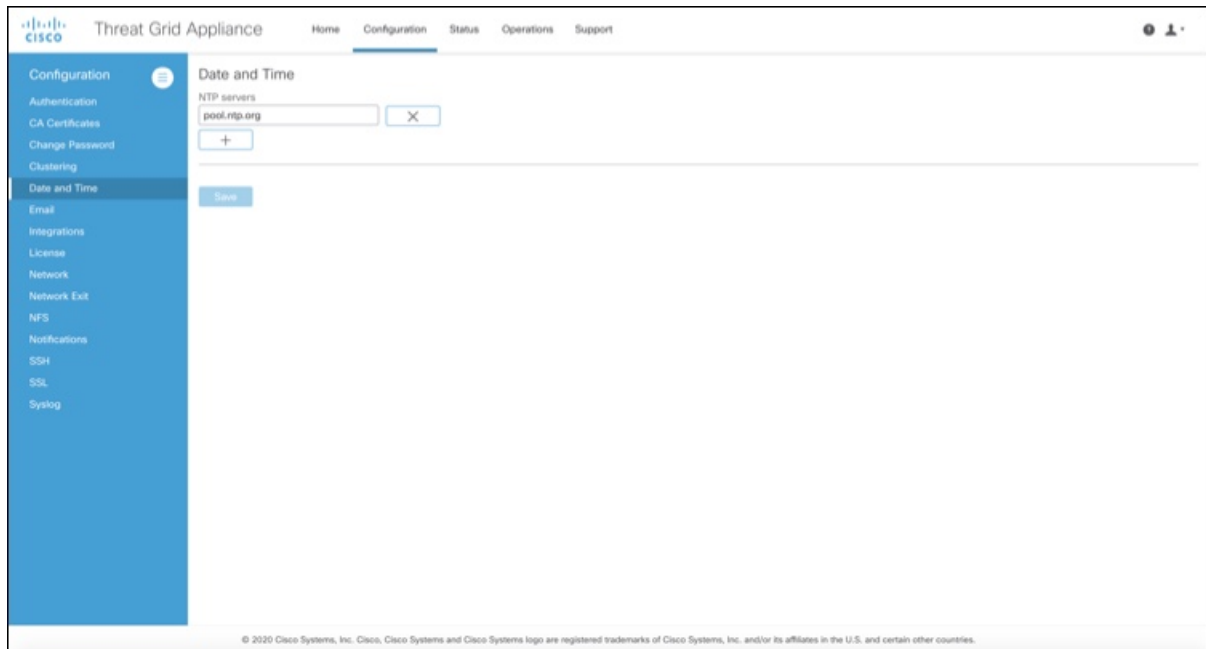 CISCO
Threat Grid Appliance
Home
Configuration
Status
Operations
Support
Configuration
Authentication
CA Certificates
Change Password
Clustering
Date and Time
Email
Integrations
License
Network
Network Exit
NFS
Notifications
SSH
SSL
Syslog
Date and Time
NTP servers
pool.ntp.org
Save
© 2020 Cisco Systems, Inc. Cisco, Cisco Systems and Cisco Systems logo are registered trademarks of Cisco Systems, Inc. and/or its affiliates in the U.S. and certain other countries.